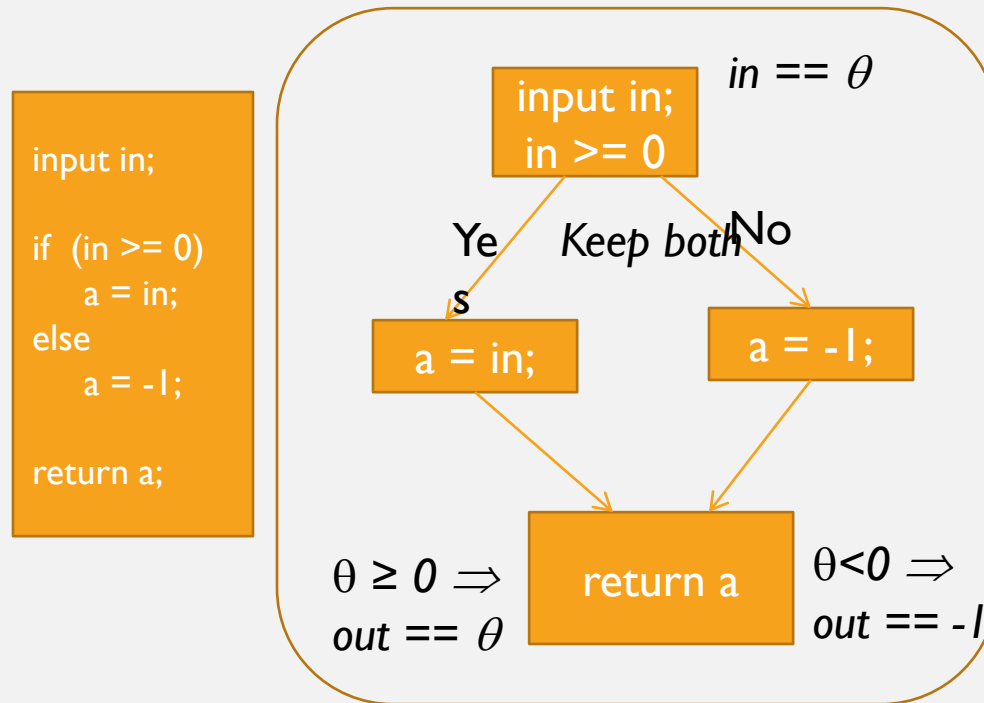 input in;
if (in >= 0)
a = in;
else
a = -1;
return a;
in == θ
input in;
in >= 0
Ye
s
Keep both
No
a = in;
a = -1;
return a
θ ≥ 0 ⇒
out == θ
θ<0 ⇒
out == -1